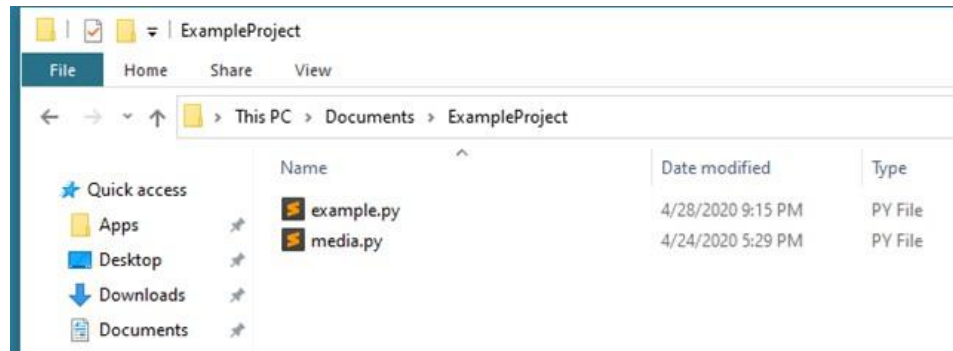 ExampleProject
File Home Share View
This PC > Documents > ExampleProject
Name Date modified Type
Quick access
Apps
Desktop
Downloads
Documents
example.py 4/28/2020 9:15 PM PY File
media.py 4/24/2020 5:29 PM PY File